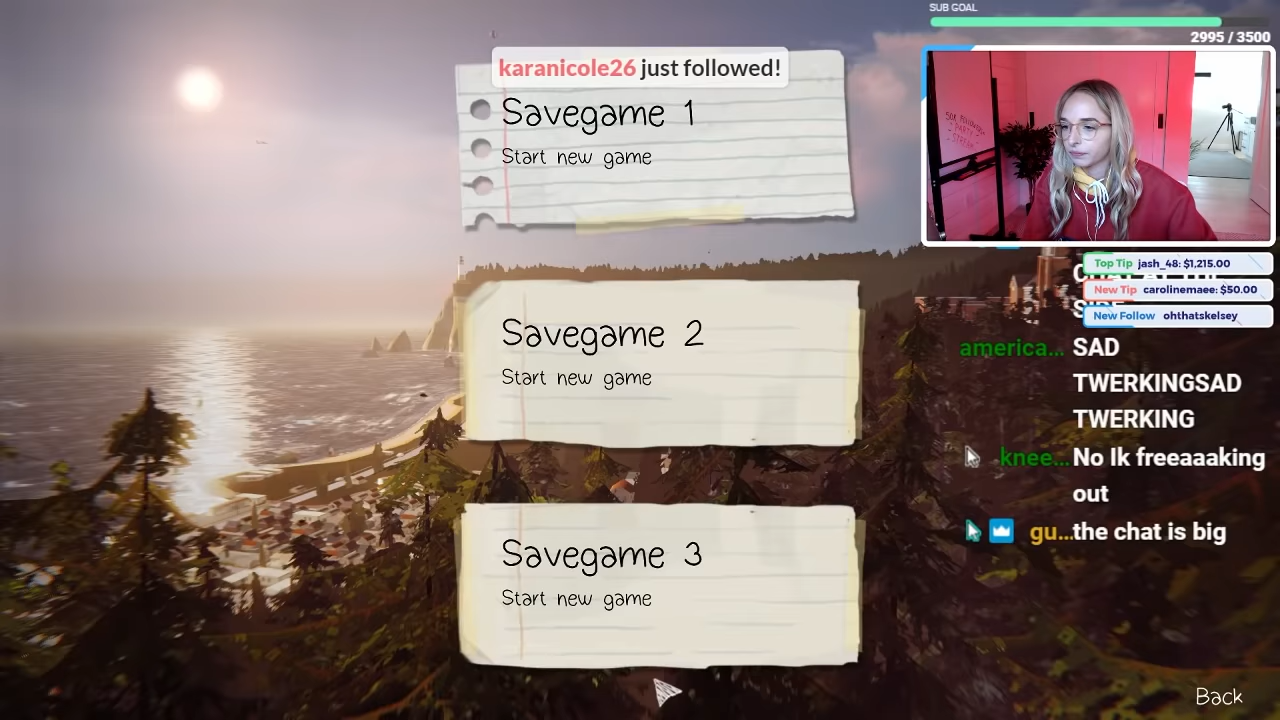 SUB GOAL
2995 / 3500
karanicole26 just followed!
Savegame 1
Start new game
Savegame 2
Start new game
Savegame 3
Start new game
Back
Top Tip jash_48: $1,215.00
New Tip carolinemaee: $50.00
New Follow ohthatskelsey
america... SAD
TWERKINGSAD
TWERKING
knee... No Ik freeaaaking
out
gu... the chat is big